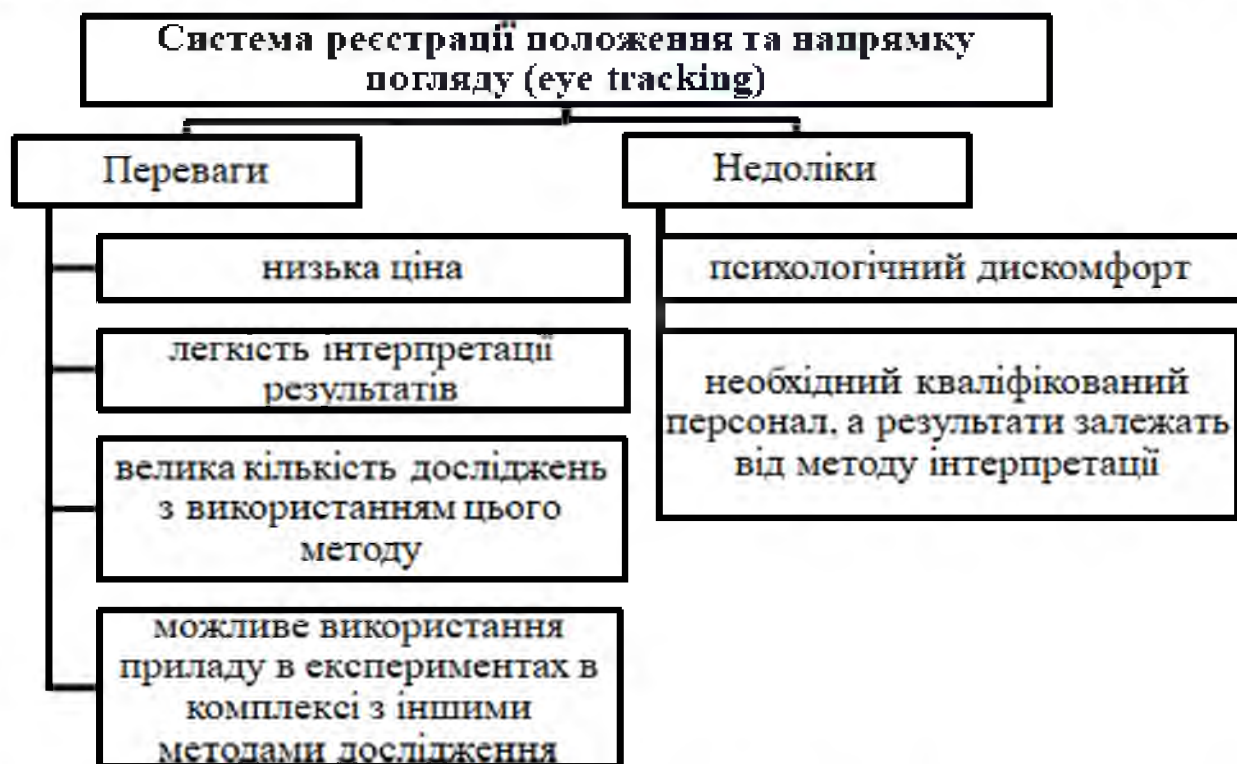 Система реєстрації положення та напрямку
погляду (eye tracking)
Переваги
низька ціна
легкість інтерпретації
результатів
велика кількість досліджень
з використанням цього
методу
можливе використання
приладу в експериментах в
комплексі з іншими
методами дослідження
Недоліки
психологічний дискомфорт
необхідний кваліфікований
персонал, а результати залежать
від методу інтерпретації